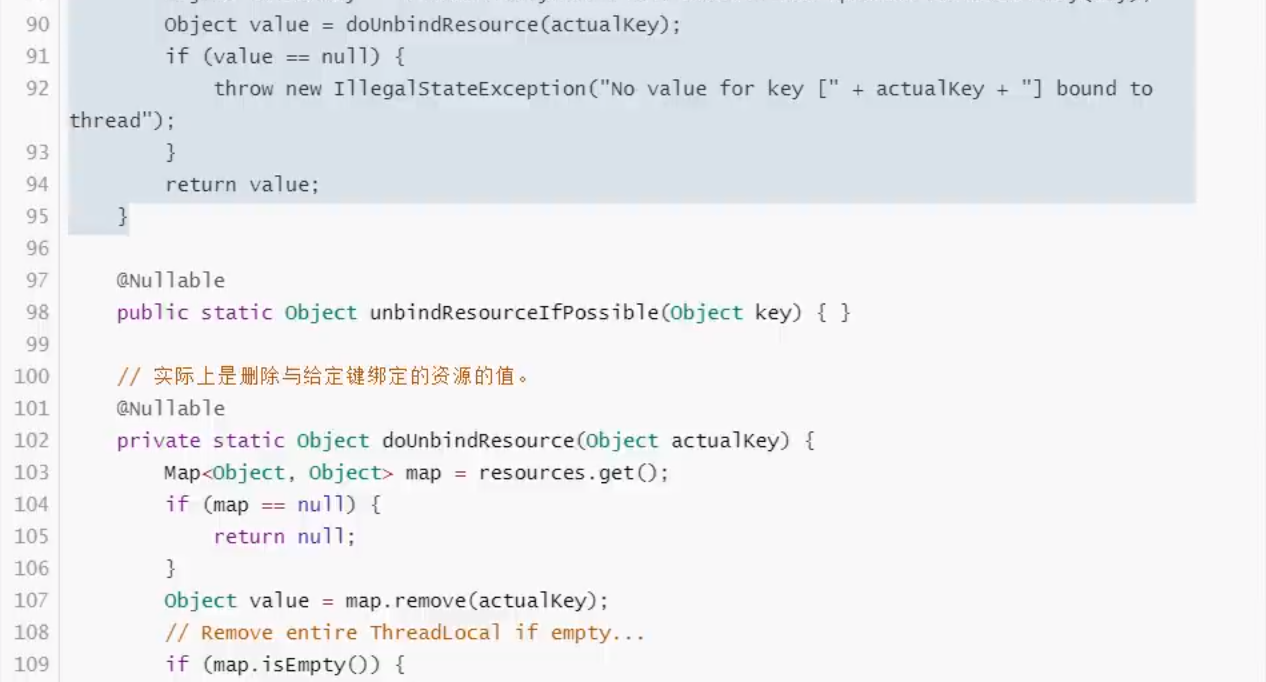 90 Object value = doUnbindResource(actualKey);
91 if (value == null) {
92 throw new IllegalStateException("No value for key [" + actualKey + "] bound to
thread");
93 }
94 return value;
95 }
96
97 @Nullable
98 public static Object unbindResourceIfPossible(Object key) { }
99
100 // 实际上是删除与给定键绑定的资源的值。
101 @Nullable
102 private static Object doUnbindResource(Object actualKey) {
103 Map<Object, Object> map = resources.get();
104 if (map == null) {
105 return null;
106 }
107 Object value = map.remove(actualKey);
108 // Remove entire ThreadLocal if empty...
109 if (map.isEmpty()) {